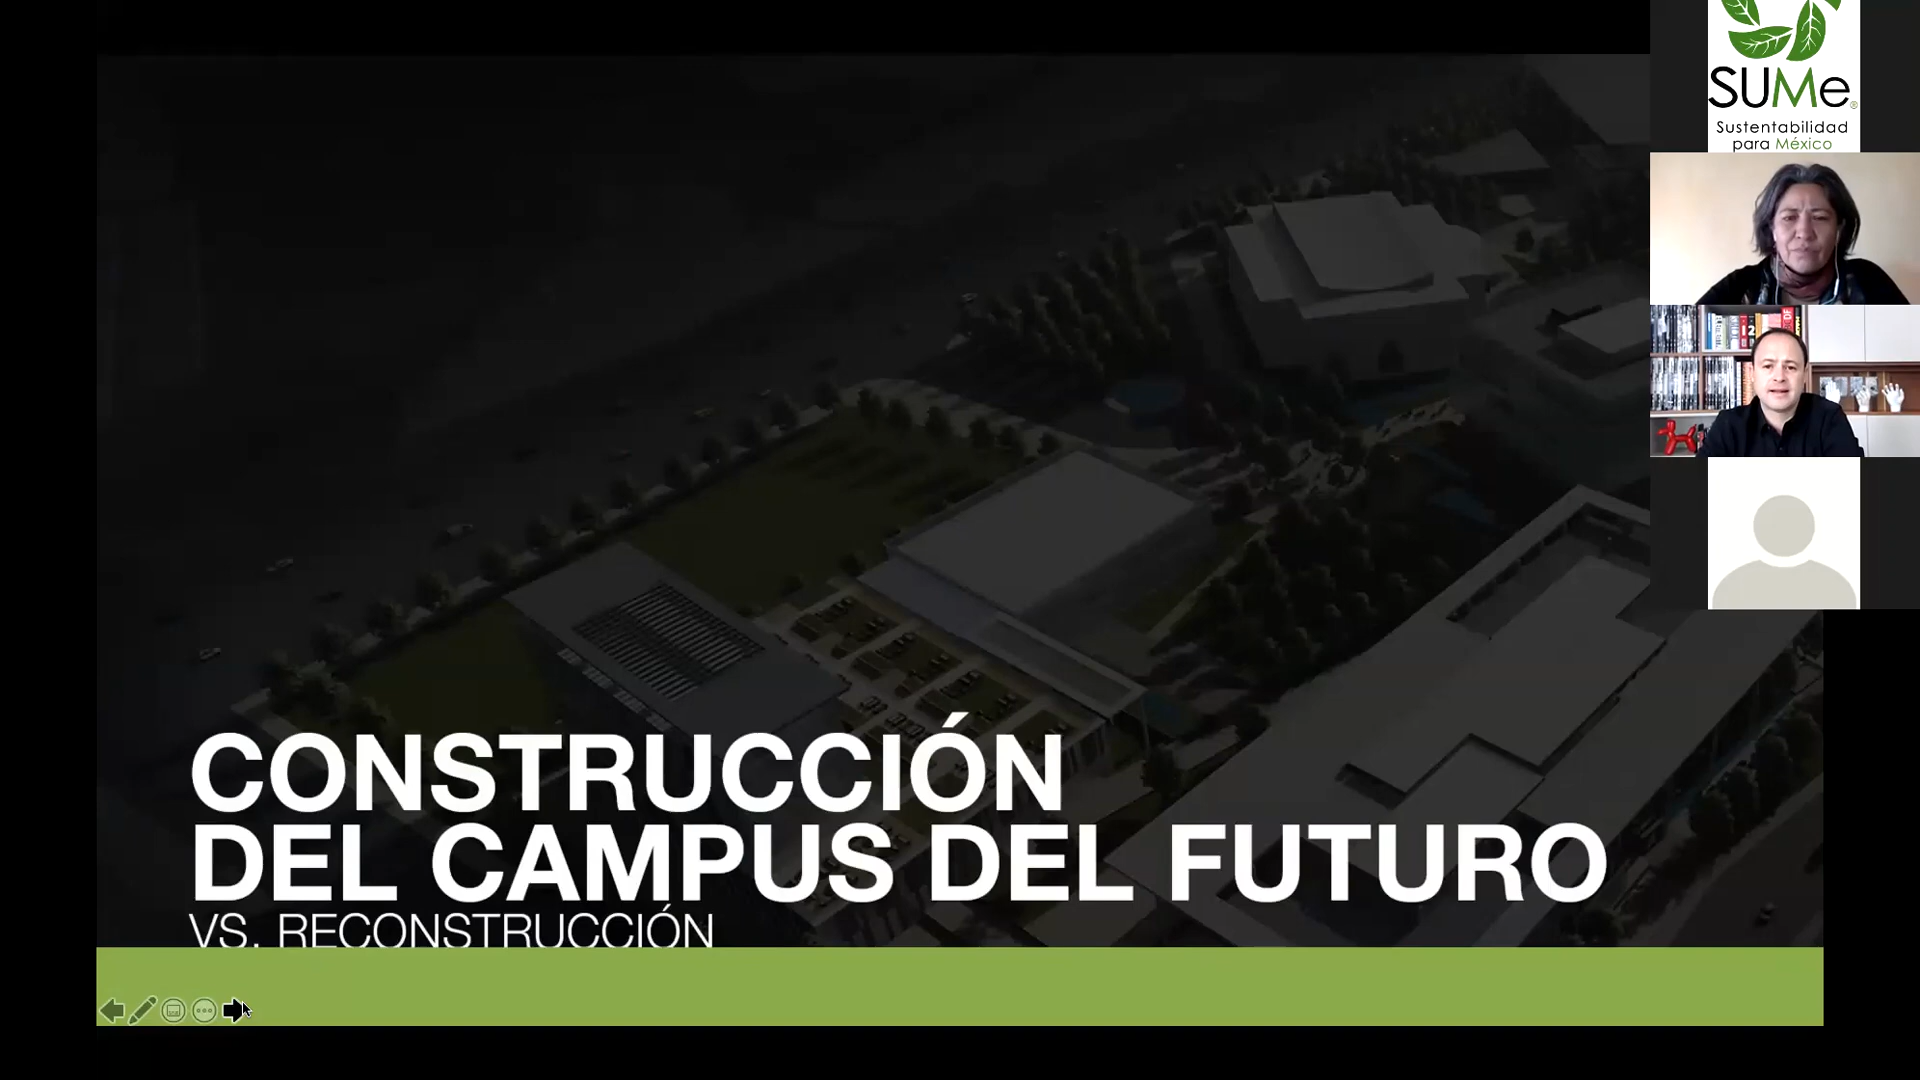 CONSTRUCCIÓN
DEL CAMPUS DEL FUTURO
VS. RECONSTRUCCIÓN
SUMe®
Sustentabilidad
para México